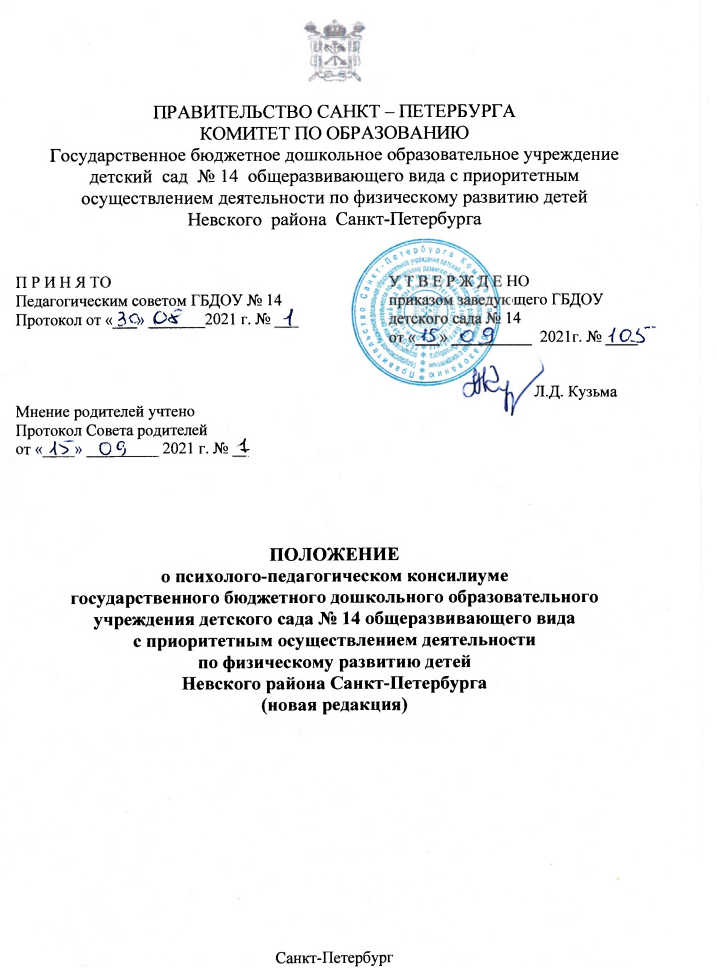 ПРАВИТЕЛЬСТВО САНКТ – ПЕТЕРБУРГА
КОМИТЕТ ПО ОБРАЗОВАНИЮ
Государственное бюджетное дошкольное образовательное учреждение
детский сад № 14 общеразвивающего вида с приоритетным
осуществлением деятельности по физическому развитию детей
Невского района Санкт-Петербурга
П Р И Н Я ТО
Педагогическим советом ГБДОУ № 14
Протокол от «30» 08 2021 г. № 1
У Т В Е Р Ж Д Е НО
приказом заведующего ГБДОУ
детского сада № 14
от «15» 09 2021г. № 105
Л.Д. Кузьма
Мнение родителей учтено
Протокол Совета родителей
от «15» 09 2021 г. № 1
ПОЛОЖЕНИЕ
о психолого-педагогическом консилиуме
государственного бюджетного дошкольного образовательного
учреждения детского сада № 14 общеразвивающего вида
с приоритетным осуществлением деятельности
по физическому развитию детей
Невского района Санкт-Петербурга
(новая редакция)
Санкт-Петербург